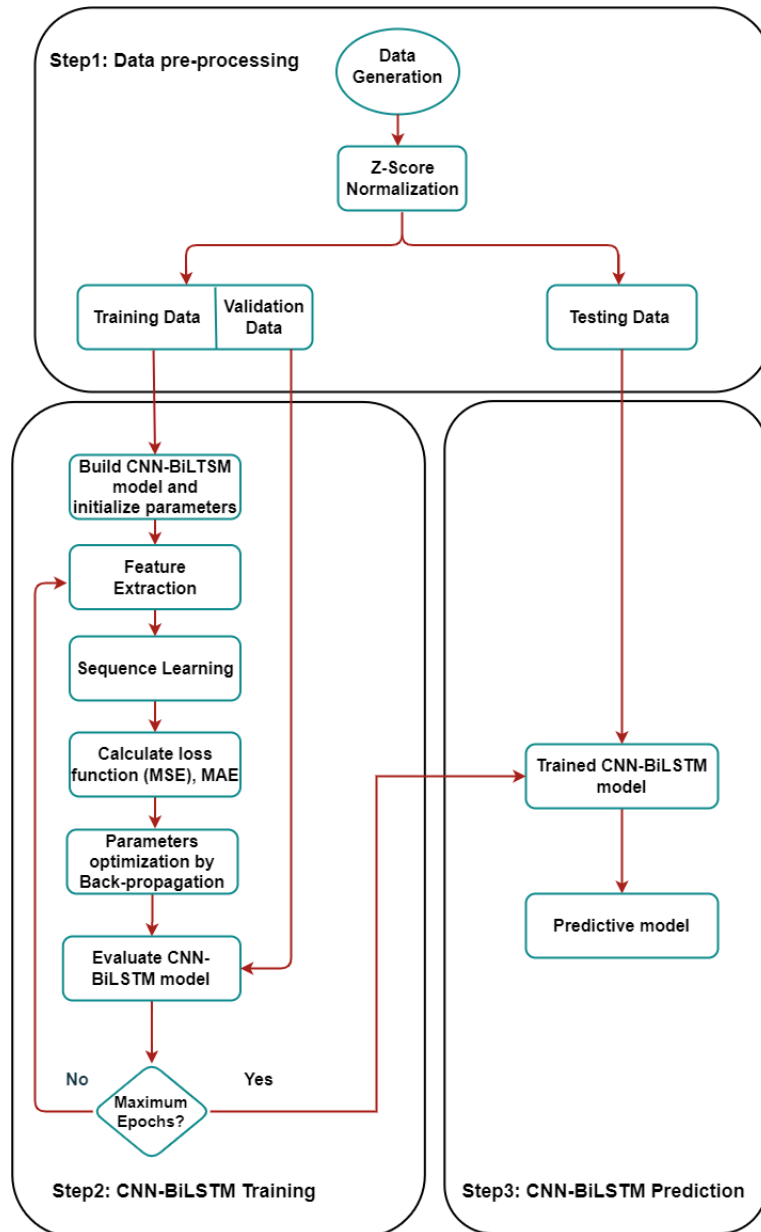 Step1: Data pre-processing
Data
Generation
Z-Score
Normalization
Training Data
Validation
Data
Testing Data
Build CNN-BiLTSM
model and
initialize parameters
Feature
Extraction
Sequence Learning
Calculate loss
function (MSE), MAE
Parameters
optimization by
Back-propagation
Evaluate CNN-
BiLSTM model
No
Yes
Maximum
Epochs?
Step2: CNN-BiLSTM Training
Trained CNN-BiLSTM
model
Predictive model
Step3: CNN-BiLSTM Prediction